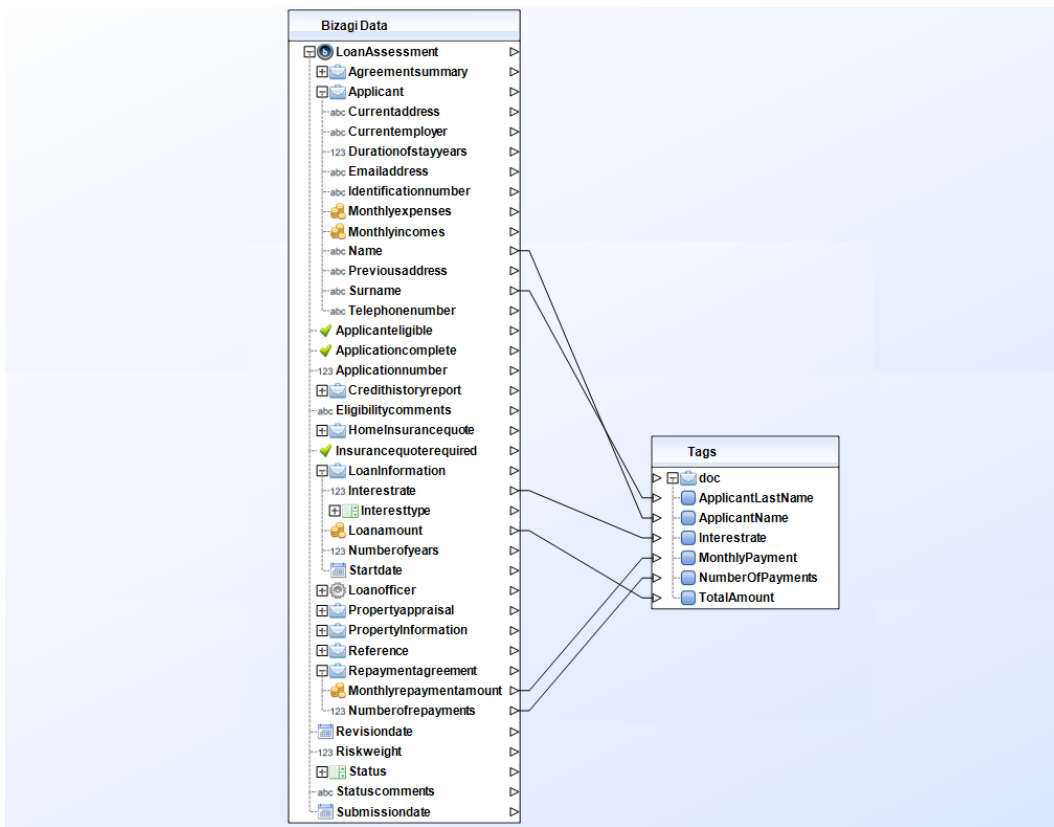 Bizagi Data
LoanAssessment
Agreementsummary
Applicant
abc Currentaddress
abc Currentemployer
123 Durationofstayyears
abc Emailaddress
abc Identificationnumber
Monthlyexpenses
Monthlyincomes
abc Name
abc Previousaddress
abc Surname
abc Telephonenumber
Applicanteligible
Applicationcomplete
123 Applicationnumber
Credithistoryreport
abc Eligibilitycomments
HomeInsurancequote
Insurancequoterequired
LoanInformation
123 Interestrate
Interesttype
Loanamount
123 Numberofyears
Startdate
Loanofficer
Propertyappraisal
PropertyInformation
Reference
Repaymentagreement
Monthlyrepaymentamount
123 Numberofrepayments
Revisiondate
123 Riskweight
Status
abc Statuscomments
Submissiondate
Tags
doc
ApplicantLastName
ApplicantName
Interestrate
MonthlyPayment
NumberOfPayments
TotalAmount